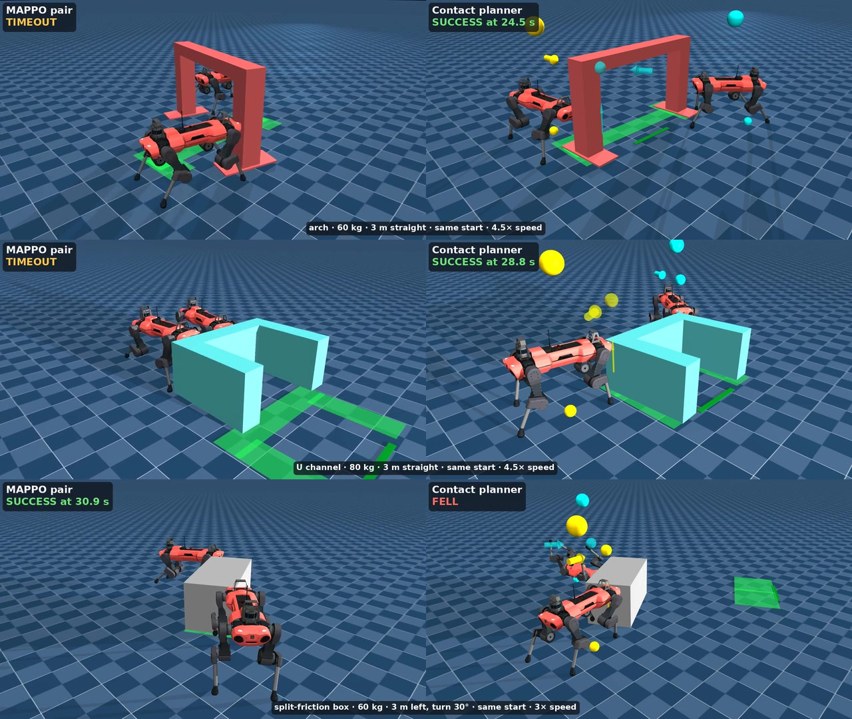 MAPPO pair
TIMEOUT
Contact planner
SUCCESS at 24.5 s
arch · 60 kg · 3 m straight · same start · 4.5× speed
MAPPO pair
TIMEOUT
Contact planner
SUCCESS at 28.8 s
U channel · 80 kg · 3 m straight · same start · 4.5× speed
MAPPO pair
SUCCESS at 30.9 s
Contact planner
FELL
split-friction box · 60 kg · 3 m left, turn 30° · same start · 3× speed